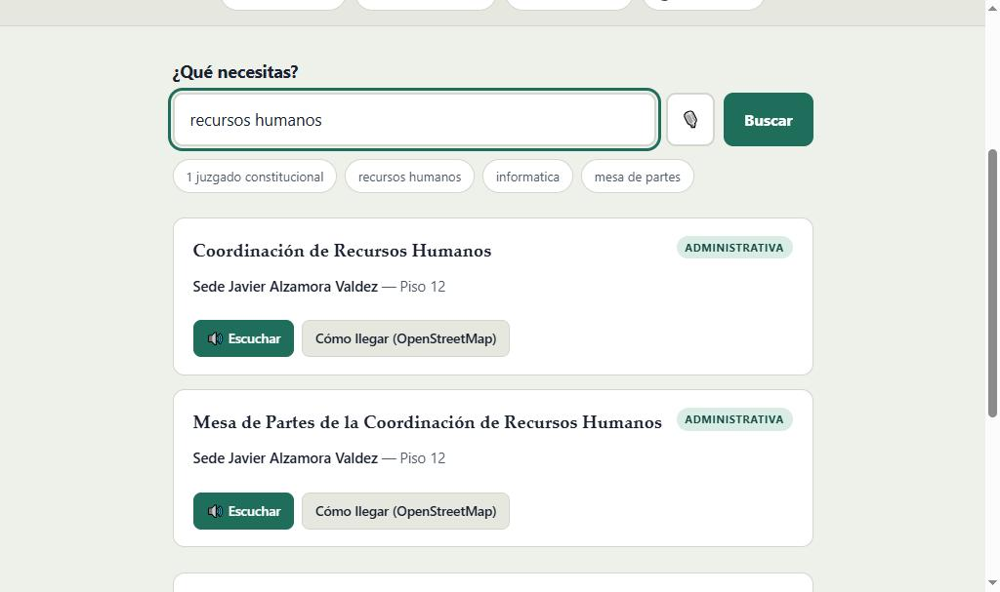 ¿Qué necesitas?
recursos humanos
Buscar
1 juzgado constitucional
recursos humanos
informatica
mesa de partes
Coordinación de Recursos Humanos
ADMINISTRATIVA
Sede Javier Alzamora Valdez — Piso 12
Escuchar
Cómo llegar (OpenStreetMap)
Mesa de Partes de la Coordinación de Recursos Humanos
ADMINISTRATIVA
Sede Javier Alzamora Valdez — Piso 12
Escuchar
Cómo llegar (OpenStreetMap)